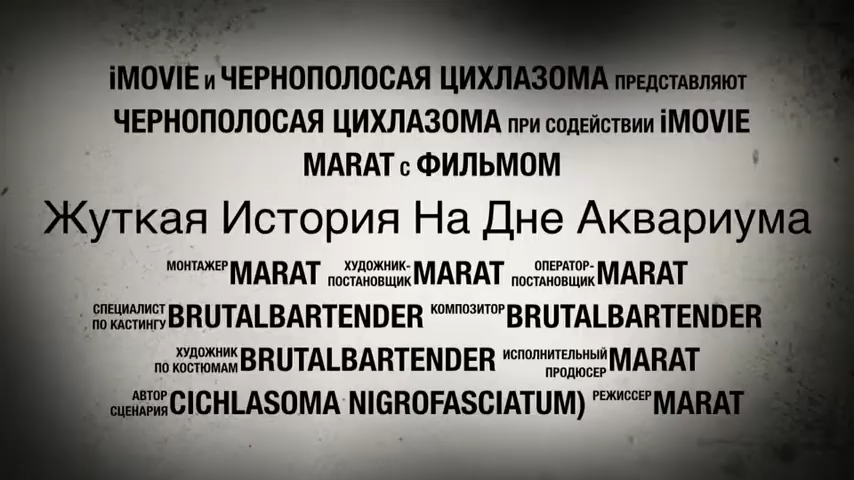 iMOVIE И ЧЕРНОПОЛОСАЯ ЦИХЛАЗОМА ПРЕДСТАВЛЯЮТ
ЧЕРНОПОЛОСАЯ ЦИХЛАЗОМА ПРИ СОДЕЙСТВИИ iMOVIE
MARAT С ФИЛЬМОМ
Жуткая История На Дне Аквариума
МОНТАЖЕР MARAT ХУДОЖНИК-ПОСТАНОВЩИК MARAT ОПЕРАТОР-ПОСТАНОВЩИК MARAT
СПЕЦИАЛИСТ ПО КАСТИНГУ BRUTALBARTENDER КОМПОЗИТОР BRUTALBARTENDER
ХУДОЖНИК ПО КОСТЮМАМ BRUTALBARTENDER ИСПОЛНИТЕЛЬНЫЙ ПРОДЮСЕР MARAT
АВТОР СЦЕНАРИЯ CICHLASOMA NIGROFASCIATUM) РЕЖИССЕР MARAT